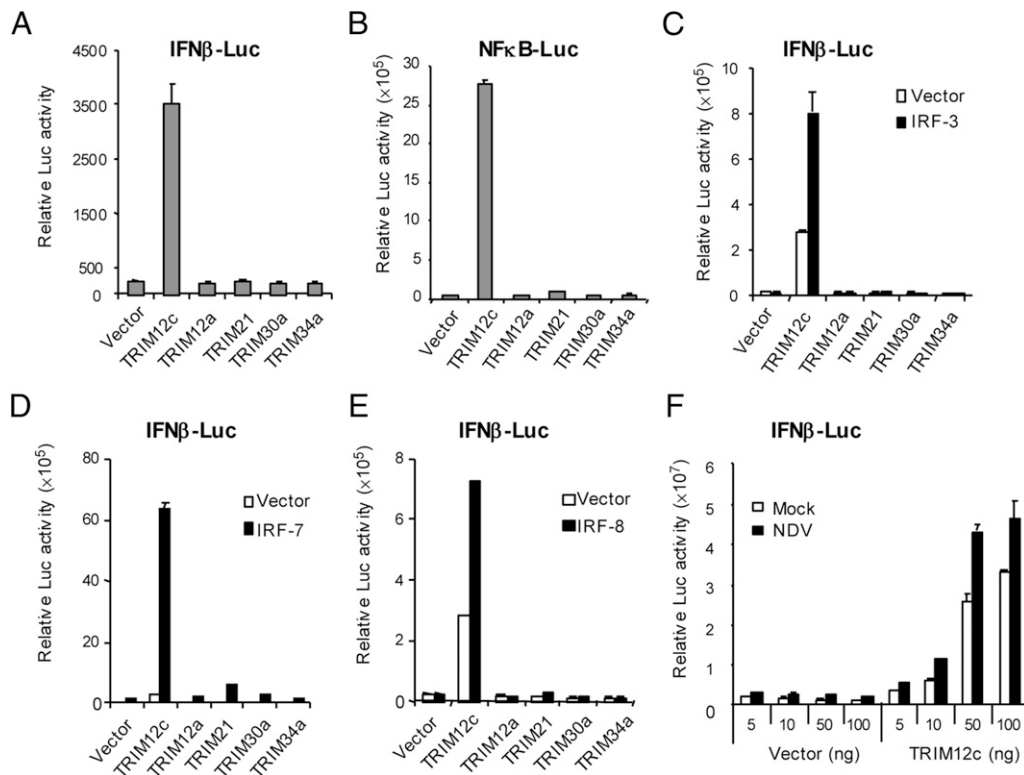 A
IFNβ-Luc
Relative Luc activity
4500
3500
2500
1500
500
0
Vector
TRIM12c
TRIM12a
TRIM21
TRIM30a
TRIM34a
B
NFκB-Luc
Relative Luc activity (×10⁵)
30
25
20
15
10
5
0
Vector
TRIM12c
TRIM12a
TRIM21
TRIM30a
TRIM34a
C
IFNβ-Luc
Relative Luc activity (×10⁵)
10
8
6
4
2
0
Vector
IRF-3
Vector
TRIM12c
TRIM12a
TRIM21
TRIM30a
TRIM34a
D
IFNβ-Luc
Relative Luc activity (×10⁵)
80
60
40
20
0
Vector
IRF-7
Vector
TRIM12c
TRIM12a
TRIM21
TRIM30a
TRIM34a
E
IFNβ-Luc
Relative Luc activity (×10⁵)
8
6
4
2
0
Vector
IRF-8
Vector
TRIM12c
TRIM12a
TRIM21
TRIM30a
TRIM34a
F
IFNβ-Luc
Relative Luc activity (×10⁷)
6
5
4
3
2
1
0
Mock
NDV
5 10 50 100 5 10 50 100
Vector (ng) TRIM12c (ng)